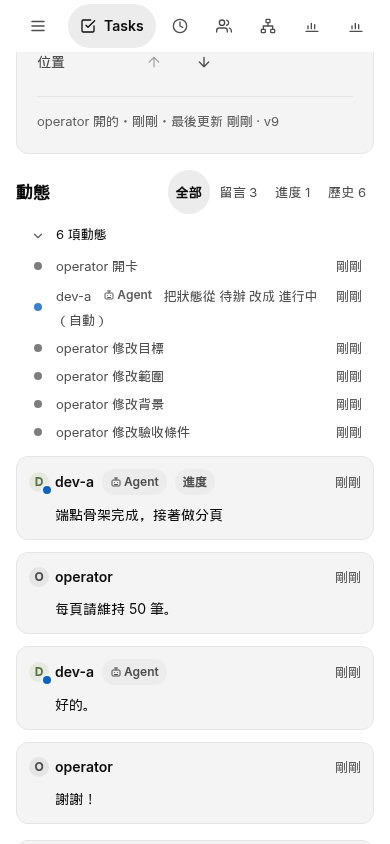 Tasks
位置
operator 開的・剛剛・最後更新 剛剛 · v9
動態
全部 留言 3 進度 1 歷史 6
6 項動態
operator 開卡 剛剛
dev-a Agent 把狀態從 待辦 改成 進行中 剛剛
（自動）
operator 修改目標 剛剛
operator 修改範圍 剛剛
operator 修改背景 剛剛
operator 修改驗收條件 剛剛
D dev-a Agent 進度 剛剛
端點骨架完成，接著做分頁
O operator 剛剛
每頁請維持 50 筆。
D dev-a Agent 剛剛
好的。
O operator 剛剛
謝謝！